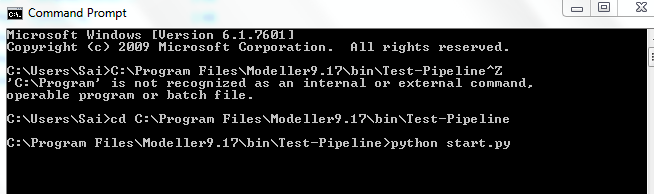 Command Prompt
Microsoft Windows [Version 6.1.7601]
Copyright (c) 2009 Microsoft Corporation.  All rights reserved.
C:\Users\Sai>C:\Program Files\Modeller9.17\bin\Test-Pipeline^Z
'C:\Program' is not recognized as an internal or external command,
operable program or batch file.
C:\Users\Sai>cd C:\Program Files\Modeller9.17\bin\Test-Pipeline
C:\Program Files\Modeller9.17\bin\Test-Pipeline>python start.py